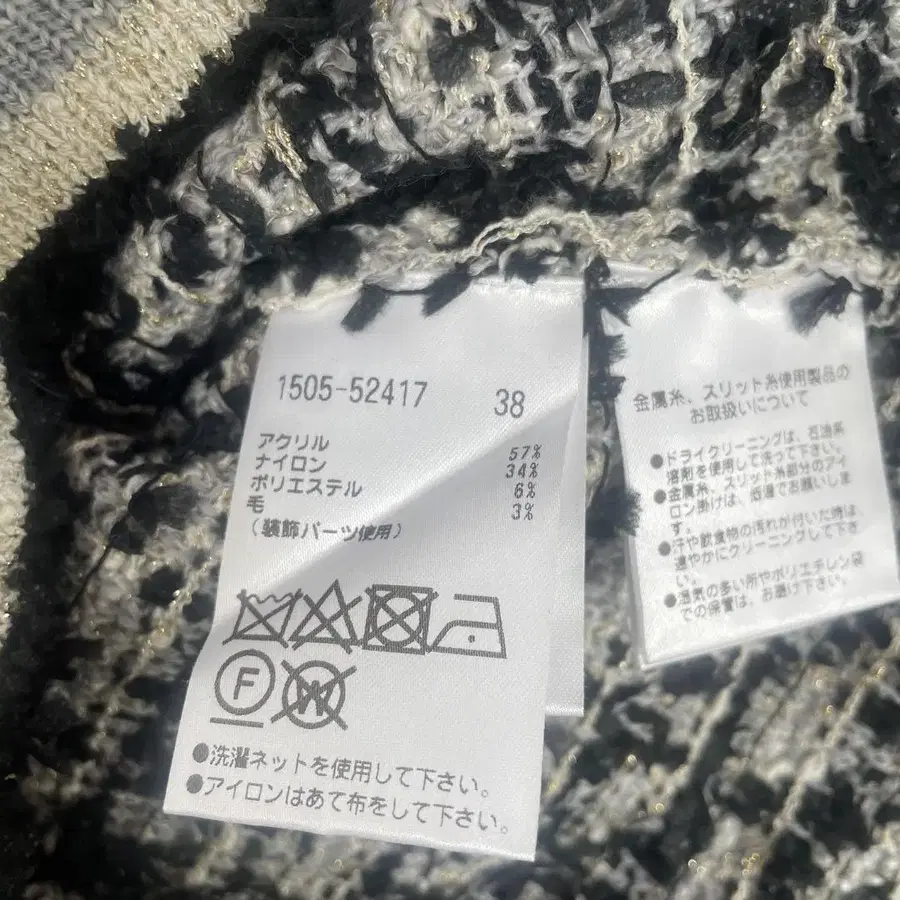 1505-52417 38
アクリル 57%
ナイロン 34%
ポリエステル 6%
毛 3%
(装飾パーツ使用)
F W
●洗濯ネットを使用して下さい。
●アイロンはあて布をして下さい。
金属糸、スリット糸使用製品の
お取扱いについて
●ドライクリーニングは、石油系
溶剤を使用して洗って下さい。
●金属糸、スリット糸部分のアイ
ロン掛けは、低温でお願いしま
す。
●汗や飲食物の汚れが付いた時は、
速やかにクリーニングして下さ
い。
●湿気の多い所やポリエチレン袋
での保管は、お避け下さい。